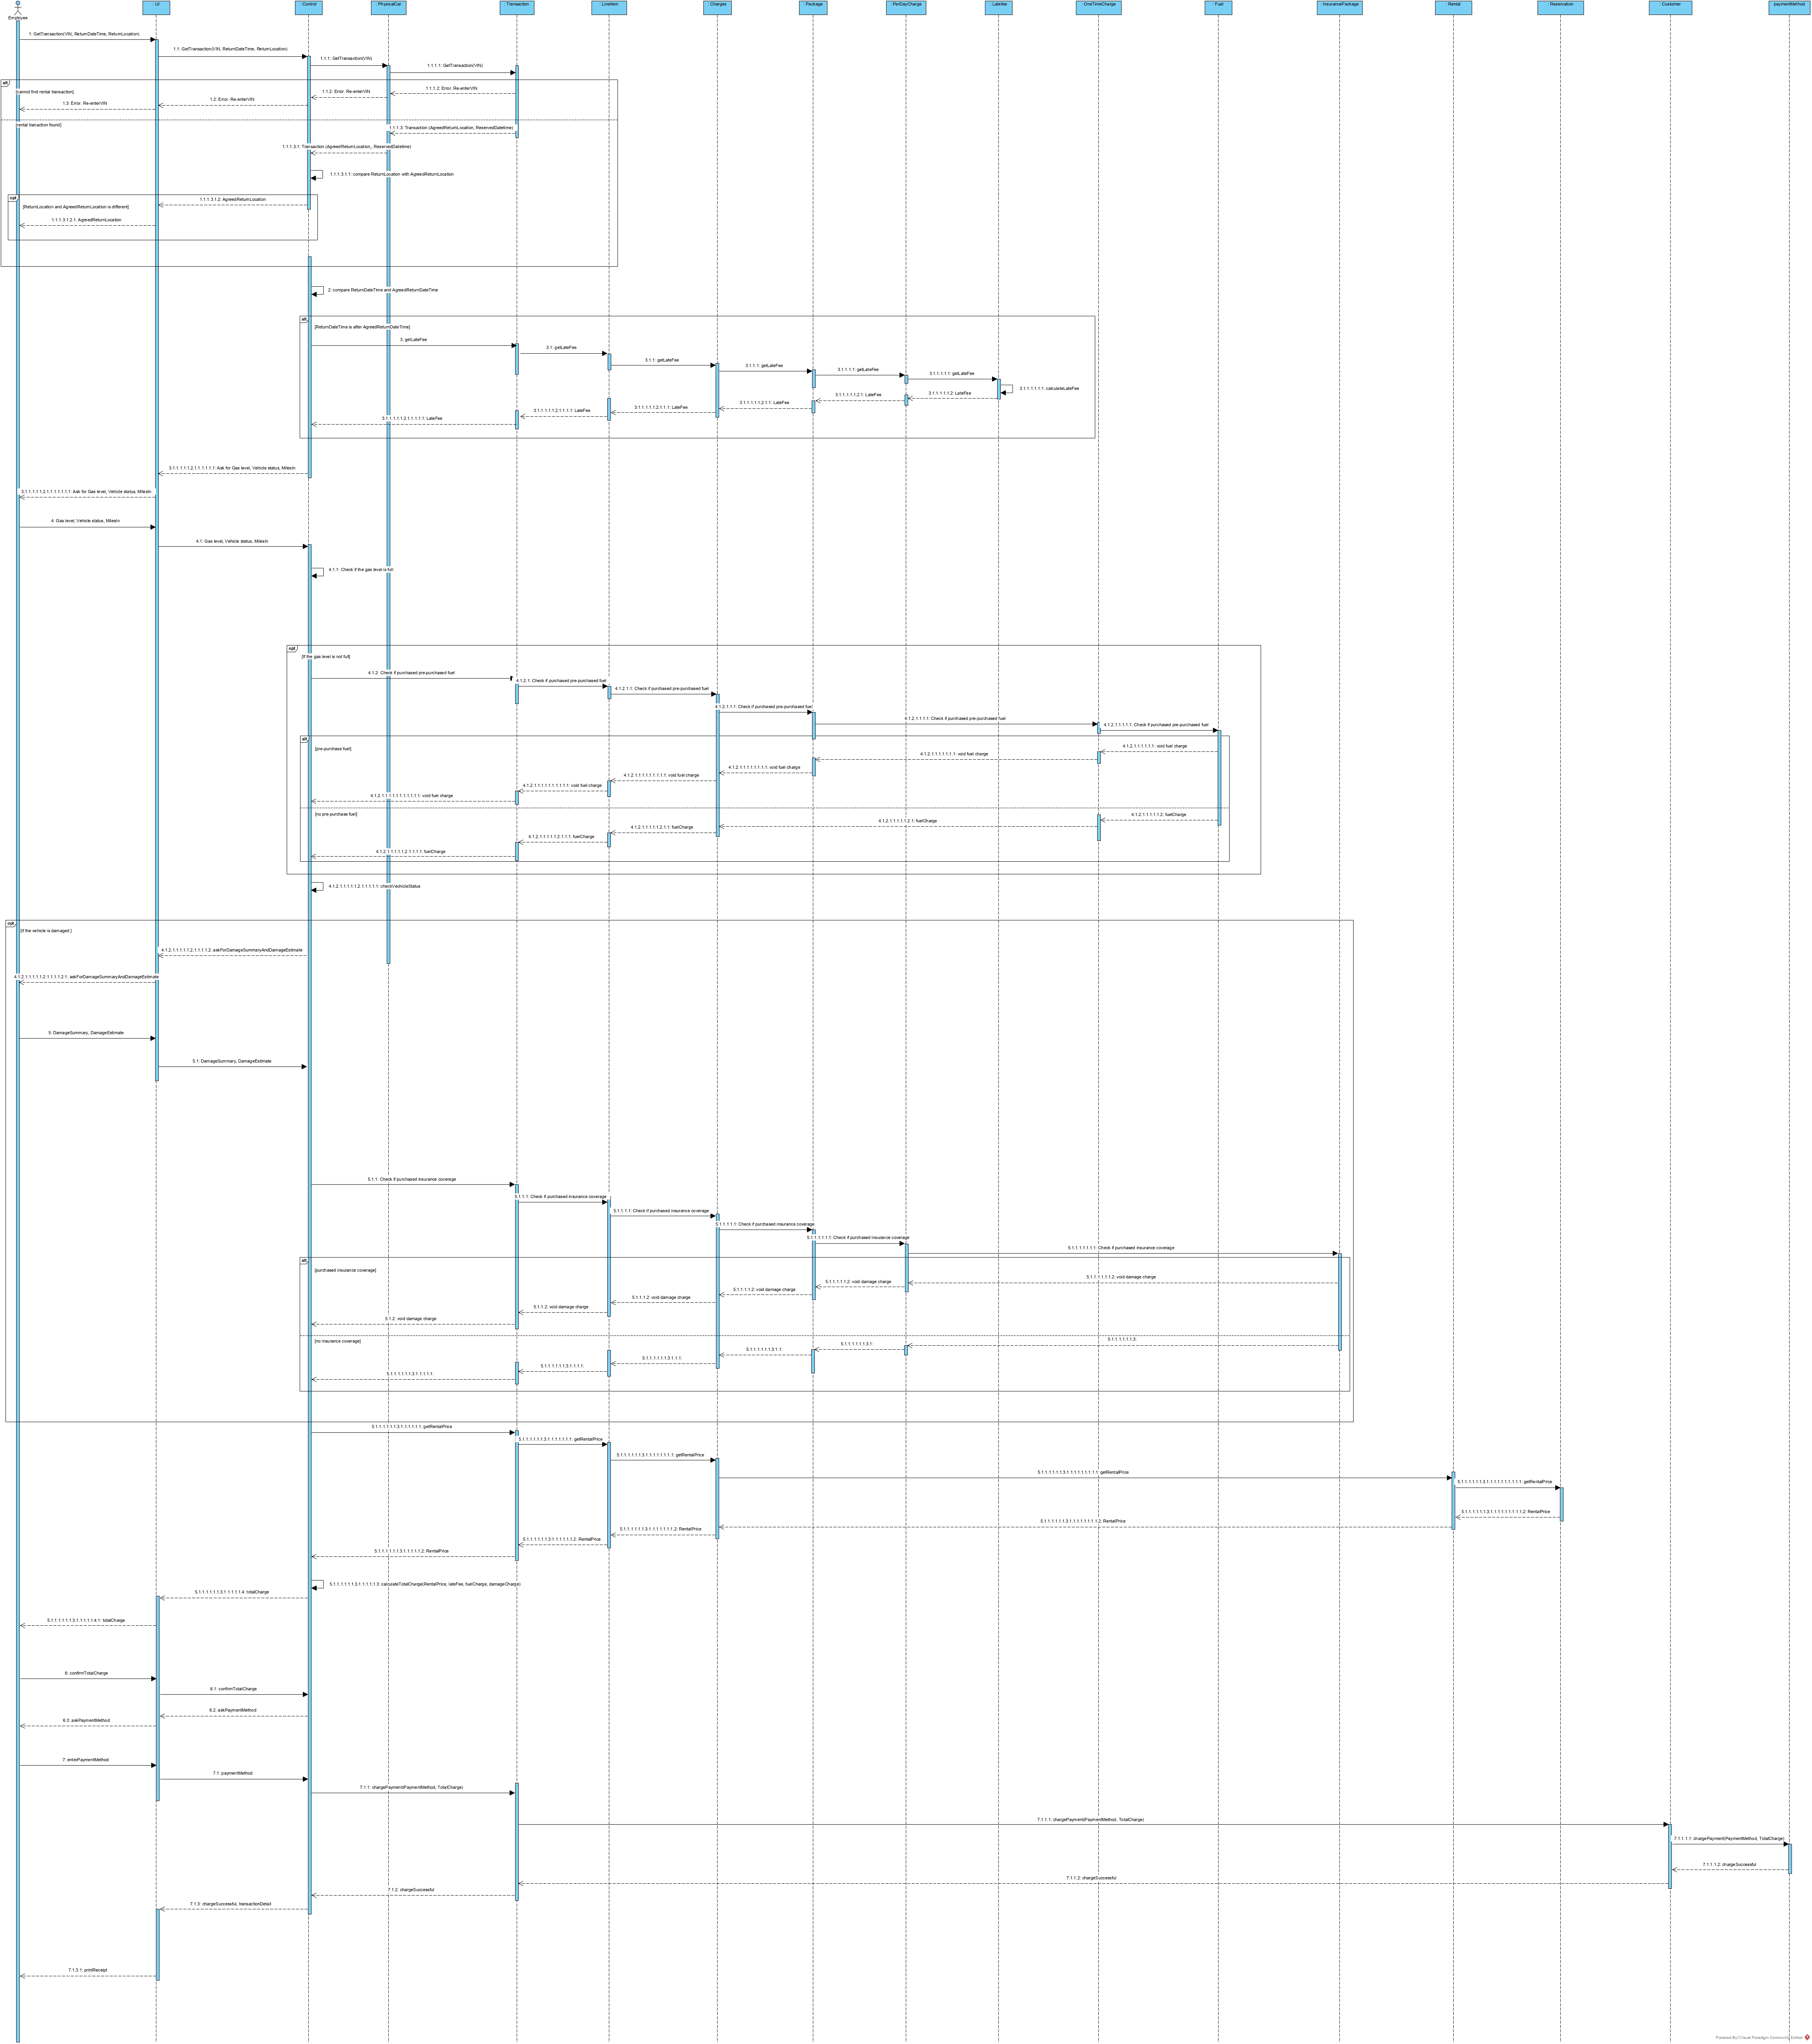 Employee
: UI
: Control
: PhysicalCar
: Transaction
: LineItem
: Charges
: Package
: PerDayCharge
: Latefee
: OneTimeCharge
: Fuel
: InsurancePackage
: Rental
: Reservation
: Customer
: paymentMethod
1: GetTransaction(VIN, ReturnDateTime, ReturnLocation)
1.1: GetTransaction(VIN, ReturnDateTime, ReturnLocation)
1.1.1: GetTransaction(VIN)
1.1.1.1: GetTransaction(VIN)
alt
[cannot find rental transaction]
1.1.1.2: Error. Re-enterVIN
1.1.2: Error. Re-enterVIN
1.2: Error. Re-enterVIN
1.3: Error. Re-enterVIN
[rental tranaction found]
1.1.1.3: Transaction (AgreedReturnLocation, ReservedDatetime)
1.1.1.3.1: Transaction (AgreedReturnLocation,, ReservedDatetime)
1.1.1.3.1.1: compare ReturnLocation with AgreedReturnLocation
opt
1.1.1.3.1.2: AgreedReturnLocation
[ReturnLocation and AgreedReturnLocation is different]
1.1.1.3.1.2.1: AgreedReturnLocation
2: compare ReturnDateTime and AgreedReturnDateTime
alt
[ReturnDateTime is after AgreedReturnDateTime]
3: getLateFee
3.1: getLateFee
3.1.1: getLateFee
3.1.1.1: getLateFee
3.1.1.1.1: getLateFee
3.1.1.1.1.1: getLateFee
3.1.1.1.1.1.1: calculateLateFee
3.1.1.1.1.1.2: LateFee
3.1.1.1.1.1.2.1: LateFee
3.1.1.1.1.1.2.1.1: LateFee
3.1.1.1.1.1.2.1.1.1: LateFee
3.1.1.1.1.1.2.1.1.1.1: LateFee
3.1.1.1.1.1.2.1.1.1.1.1: LateFee
3.1.1.1.1.1.2.1.1.1.1.1.1: Ask for Gas level, Vehicle status, MilesIn
3.1.1.1.1.1.2.1.1.1.1.1.1.1: Ask for Gas level, Vehicle status, MilesIn
4: Gas level, Vehicle status, MilesIn
4.1: Gas level, Vehicle status, MilesIn
4.1.1: Check if the gas level is full
opt
[If the gas level is not full]
4.1.2: Check if purchased pre-purchased fuel
4.1.2.1: Check if purchased pre-purchased fuel
4.1.2.1.1: Check if purchased pre-purchased fuel
4.1.2.1.1.1: Check if purchased pre-purchased fuel
4.1.2.1.1.1.1: Check if purchased pre-purchased fuel
4.1.2.1.1.1.1.1: Check if purchased pre-purchased fuel
alt
[pre-purchase fuel]
4.1.2.1.1.1.1.1.1: void fuel charge
4.1.2.1.1.1.1.1.1.1: void fuel charge
4.1.2.1.1.1.1.1.1.1.1: void fuel charge
4.1.2.1.1.1.1.1.1.1.1.1: void fuel charge
4.1.2.1.1.1.1.1.1.1.1.1.1: void fuel charge
4.1.2.1.1.1.1.1.1.1.1.1.1.1: void fuel charge
[no pre-purchase fuel]
4.1.2.1.1.1.1.1.2: fuelCharge
4.1.2.1.1.1.1.1.2.1: fuelCharge
4.1.2.1.1.1.1.1.2.1.1: fuelCharge
4.1.2.1.1.1.1.1.2.1.1.1: fuelCharge
4.1.2.1.1.1.1.1.2.1.1.1.1: fuelCharge
4.1.2.1.1.1.1.1.2.1.1.1.1.1: checkVechicleStatus
opt
[if the vehicle is damaged ]
4.1.2.1.1.1.1.1.2.1.1.1.1.2: askForDamageSummaryAndDamageEstimate
4.1.2.1.1.1.1.1.2.1.1.1.1.2.1: askForDamageSummaryAndDamageEstimate
5: DamageSummary, DamageEstimate
5.1: DamageSummary, DamageEstimate
5.1.1: Check if purchased insurance coverage
5.1.1.1: Check if purchased insurance coverage
5.1.1.1.1: Check if purchased insurance coverage
5.1.1.1.1.1: Check if purchased insurance coverage
5.1.1.1.1.1.1: Check if purchased insurance coverage
5.1.1.1.1.1.1.1: Check if purchased insurance coverage
alt
[purchased insurance coverage]
5.1.1.1.1.1.1.2: void damage charge
5.1.1.1.1.1.2: void damage charge
5.1.1.1.1.2: void damage charge
5.1.1.1.2: void damage charge
5.1.1.2: void damage charge
5.1.2: void damage charge
[no insurance coverage]
5.1.1.1.1.1.1.3:
5.1.1.1.1.1.1.3.1:
5.1.1.1.1.1.1.3.1.1:
5.1.1.1.1.1.1.3.1.1.1:
5.1.1.1.1.1.1.3.1.1.1.1:
5.1.1.1.1.1.1.3.1.1.1.1.1:
5.1.1.1.1.1.1.3.1.1.1.1.1.1: getRentalPrice
5.1.1.1.1.1.1.3.1.1.1.1.1.1.1: getRentalPrice
5.1.1.1.1.1.1.3.1.1.1.1.1.1.1.1: getRentalPrice
5.1.1.1.1.1.1.3.1.1.1.1.1.1.1.1.1: getRentalPrice
5.1.1.1.1.1.1.3.1.1.1.1.1.1.1.1.1.1: getRentalPrice
5.1.1.1.1.1.1.3.1.1.1.1.1.1.1.1.1.2: RentalPrice
5.1.1.1.1.1.1.3.1.1.1.1.1.1.1.1.2: RentalPrice
5.1.1.1.1.1.1.3.1.1.1.1.1.1.1.2: RentalPrice
5.1.1.1.1.1.1.3.1.1.1.1.1.1.2: RentalPrice
5.1.1.1.1.1.1.3.1.1.1.1.1.2: RentalPrice
5.1.1.1.1.1.1.3.1.1.1.1.1.3: calculateTotalCharge(RentalPrice, lateFee, fuelCharge, damageCharge)
5.1.1.1.1.1.1.3.1.1.1.1.1.4: totalCharge
5.1.1.1.1.1.1.3.1.1.1.1.1.4.1: totalCharge
6: confirmTotalCharge
6.1: confirmTotalCharge
6.2: askPaymentMethod
6.3: askPaymentMethod
7: enterPaymentMethod
7.1: paymentMethod
7.1.1: chargePayment(PaymentMethod, TotalCharge)
7.1.1.1: chargePayment(PaymentMethod, TotalCharge)
7.1.1.1.1: chargePayment(PaymentMethod, TotalCharge)
7.1.1.1.2: chargeSuccessful
7.1.1.2: chargeSuccessful
7.1.2: chargeSuccessful
7.1.3: chargeSuccessful, transactionDetail
7.1.3.1: printReceipt
Powered By Visual Paradigm Community Edition